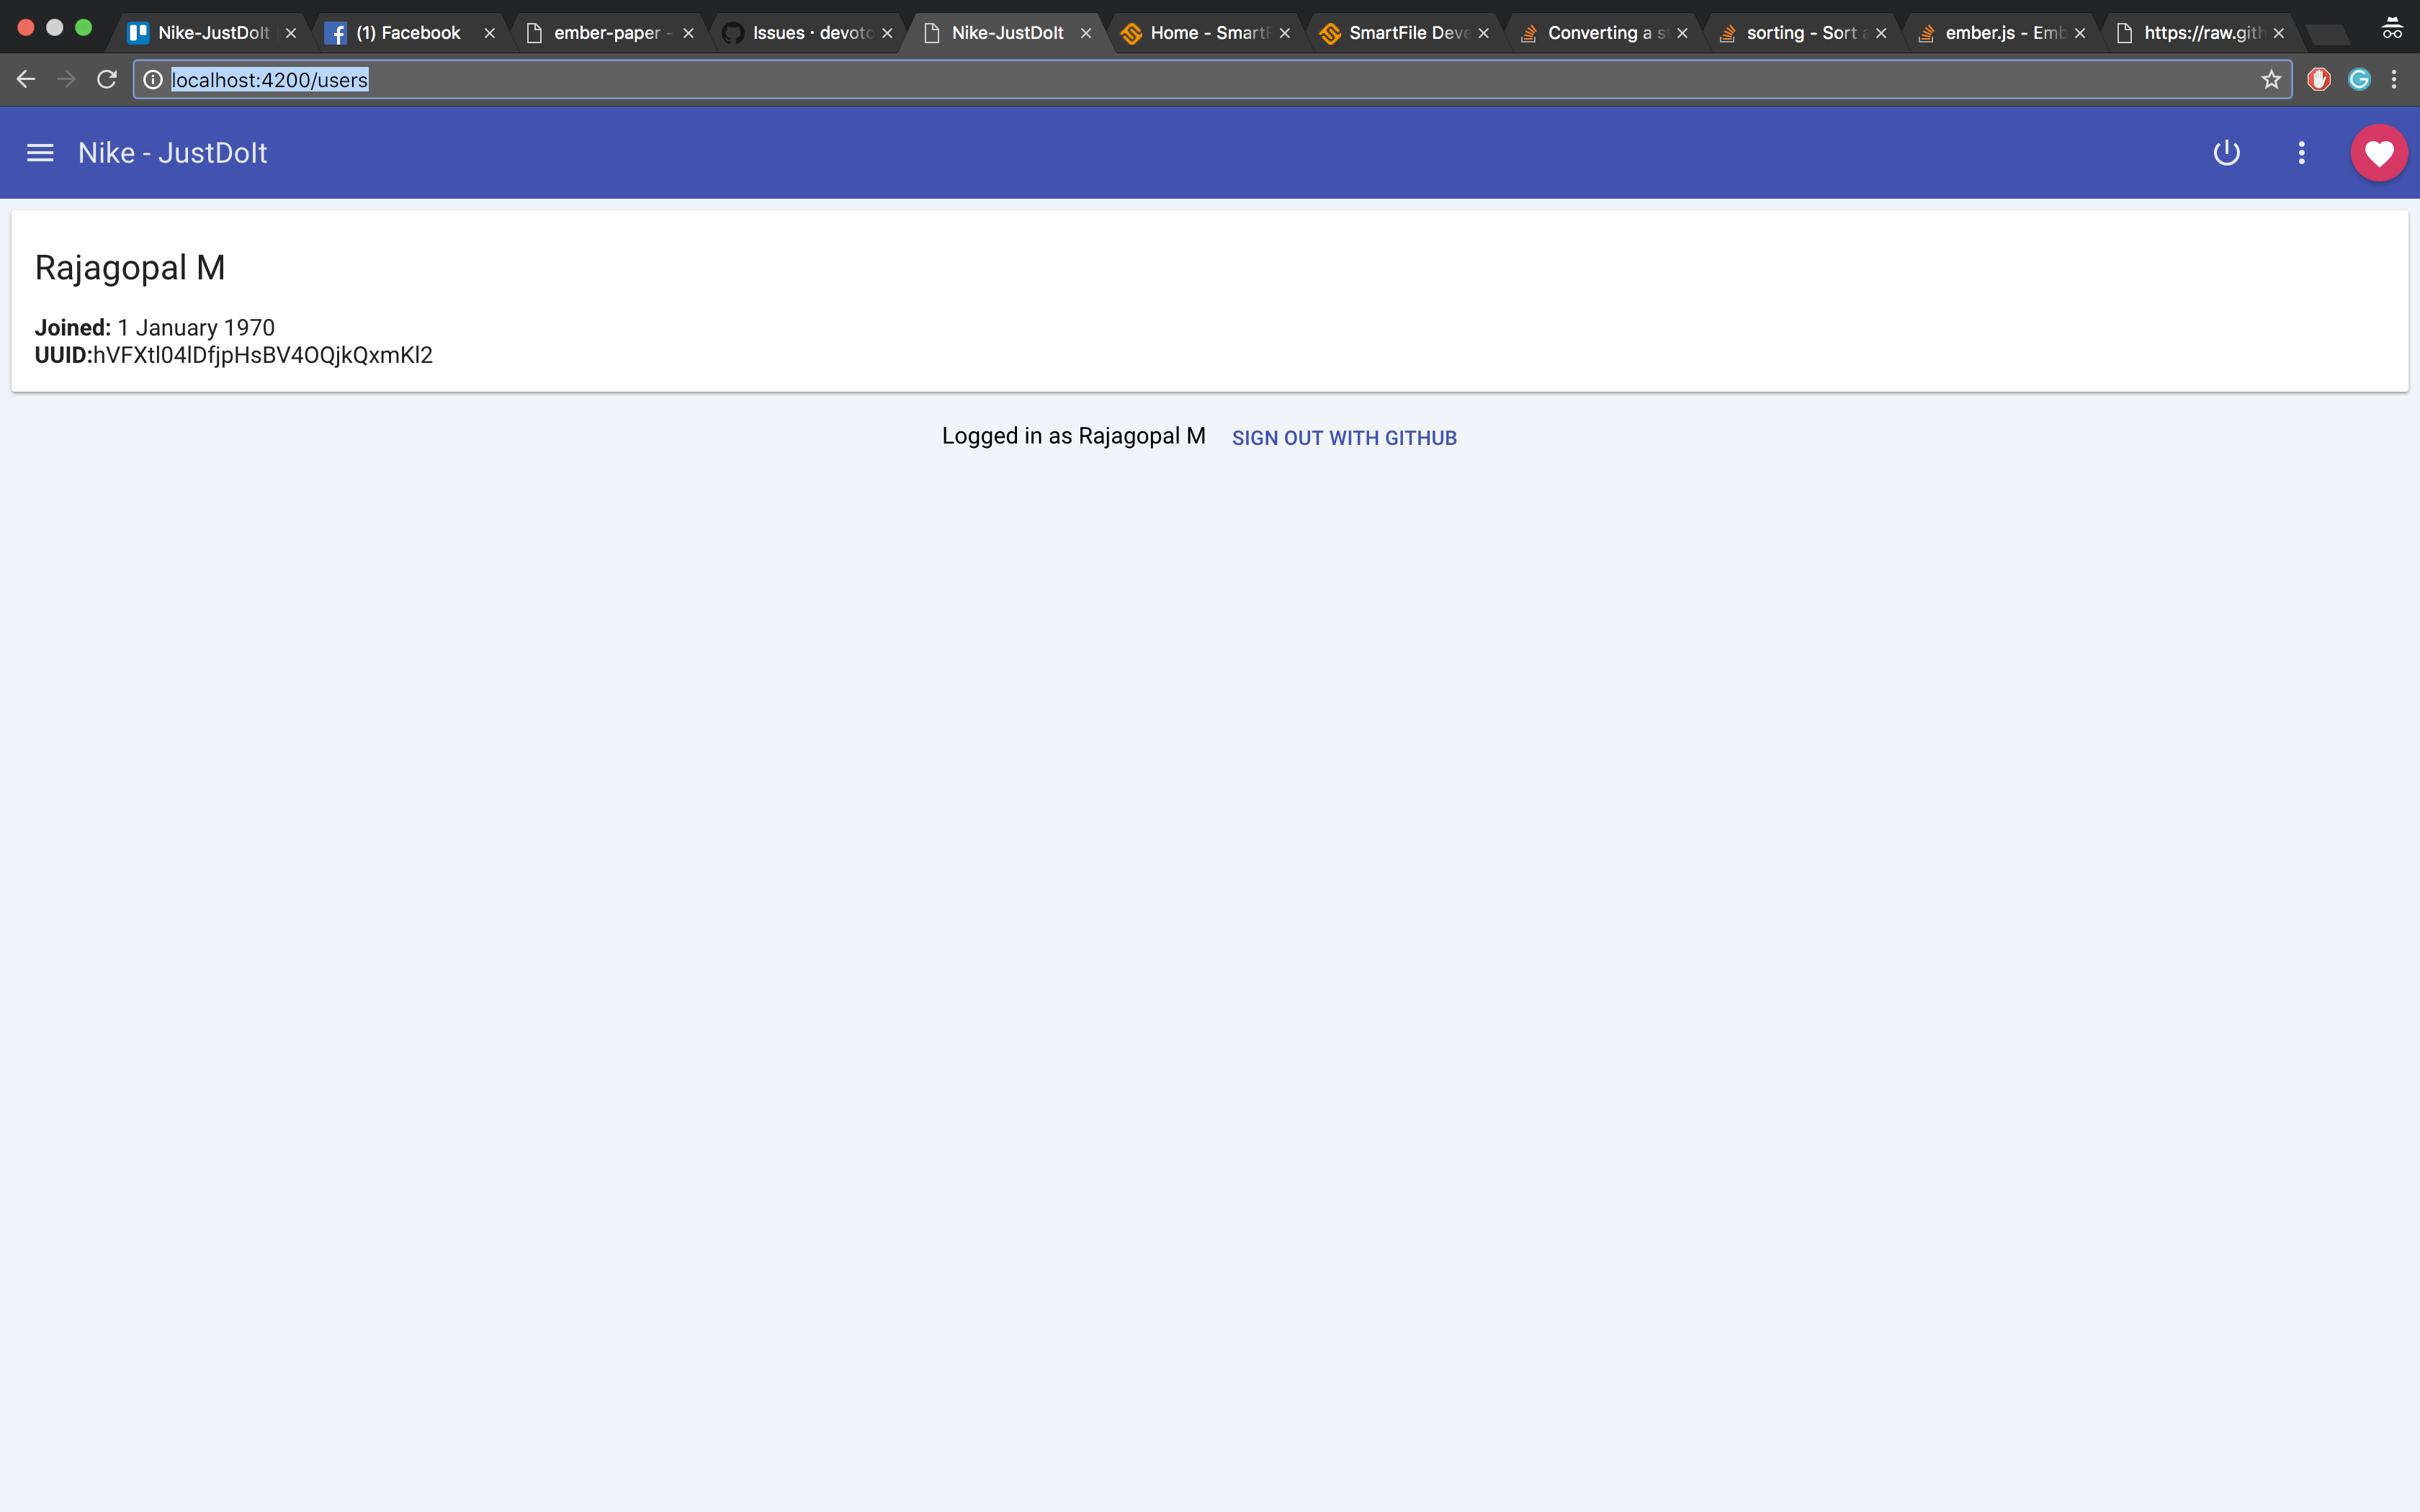 Nike-JustDoIt
(1) Facebook
ember-paper -
Issues · devoto
Nike-JustDoIt
Home - SmartF
SmartFile Deve
Converting a s
sorting - Sort a
ember.js - Emb
https://raw.gith
localhost:4200/users
Nike - JustDoIt
Rajagopal M
Joined: 1 January 1970
UUID:hVFXtl04lDfjpHsBV4OQjkQxmKl2
Logged in as Rajagopal M SIGN OUT WITH GITHUB